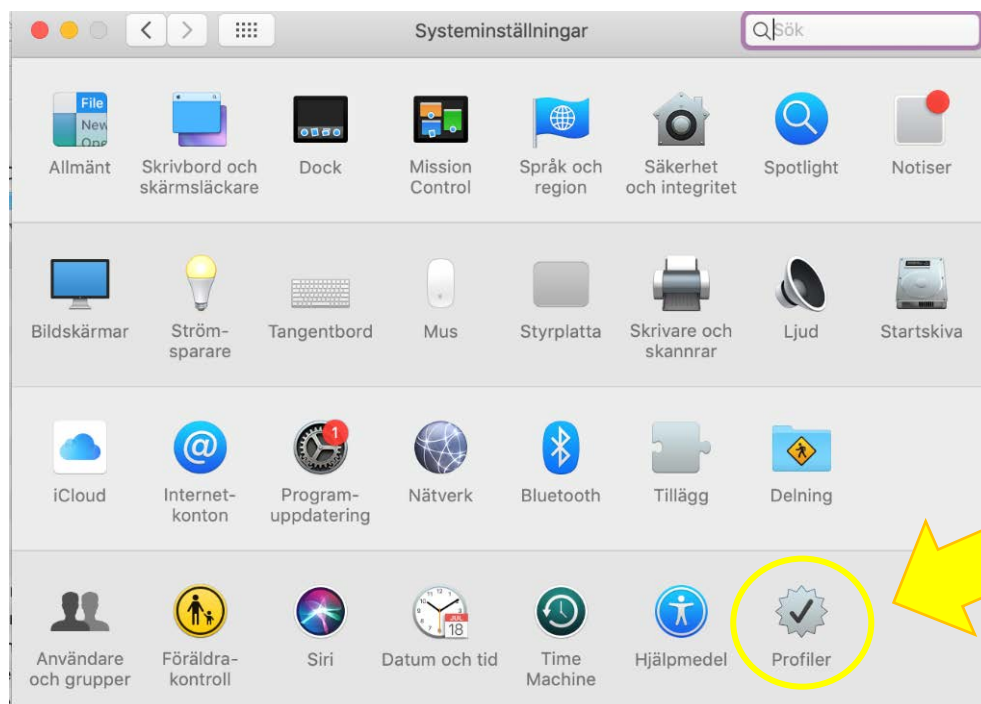 Systeminställningar
Sök
File
New
One
Allmänt
Skrivbord och
skärmsläckare
Dock
Mission
Control
Språk och
region
Säkerhet
och integritet
Spotlight
Notiser
Bildskärmar
Ström-
sparare
Tangentbord
Mus
Styrplatta
Skrivare och
skannrar
Ljud
Startskiva
iCloud
@
Internet-
konton
1
Program-
uppdatering
Nätverk
Bluetooth
Tillägg
Delning
Användare
och grupper
Föräldra-
kontroll
Siri
JUL
18
Datum och tid
Time
Machine
Hjälpmedel
Profiler